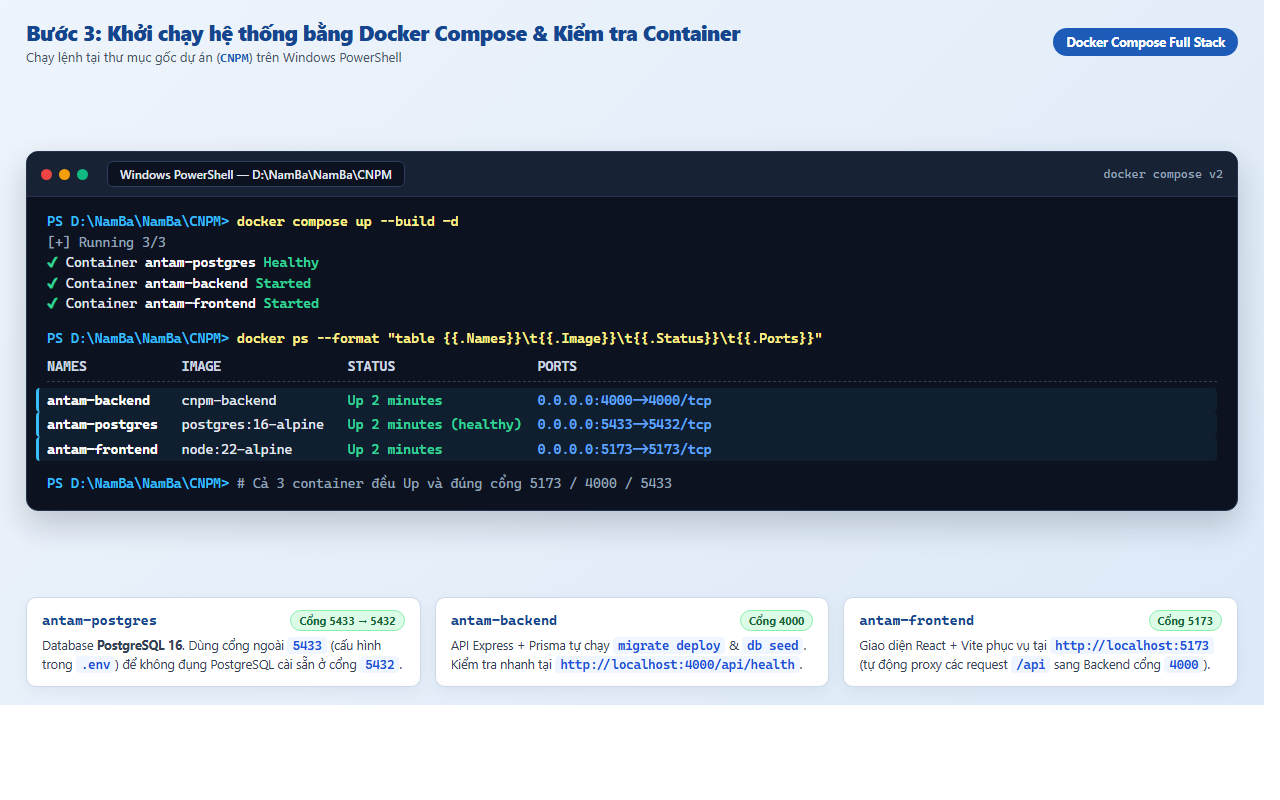 Bước 3: Khởi chạy hệ thống bằng Docker Compose & Kiểm tra Container
Chạy lệnh tại thư mục gốc dự án (CNPM) trên Windows PowerShell
Docker Compose Full Stack
Windows PowerShell — D:\NamBa\NamBa\CNPM
docker compose v2
PS D:\NamBa\NamBa\CNPM> docker compose up --build -d
[+] Running 3/3
✔ Container antam-postgres Healthy
✔ Container antam-backend Started
✔ Container antam-frontend Started
PS D:\NamBa\NamBa\CNPM> docker ps --format "table {{.Names}}\t{{.Image}}\t{{.Status}}\t{{.Ports}}"
NAMES IMAGE STATUS PORTS
antam-backend cnpm-backend Up 2 minutes 0.0.0.0:4000->4000/tcp
antam-postgres postgres:16-alpine Up 2 minutes (healthy) 0.0.0.0:5433->5432/tcp
antam-frontend node:22-alpine Up 2 minutes 0.0.0.0:5173->5173/tcp
PS D:\NamBa\NamBa\CNPM> # Cả 3 container đều Up và đúng cổng 5173 / 4000 / 5433
antam-postgres Cổng 5433 → 5432
Database PostgreSQL 16. Dùng cổng ngoài 5433 (cấu hình
trong .env ) để không đụng PostgreSQL cài sẵn ở cổng 5432 .
antam-backend Cổng 4000
API Express + Prisma tự chạy migrate deploy & db seed .
Kiểm tra nhanh tại http://localhost:4000/api/health .
antam-frontend Cổng 5173
Giao diện React + Vite phục vụ tại http://localhost:5173
(tự động proxy các request /api sang Backend cổng 4000 ).